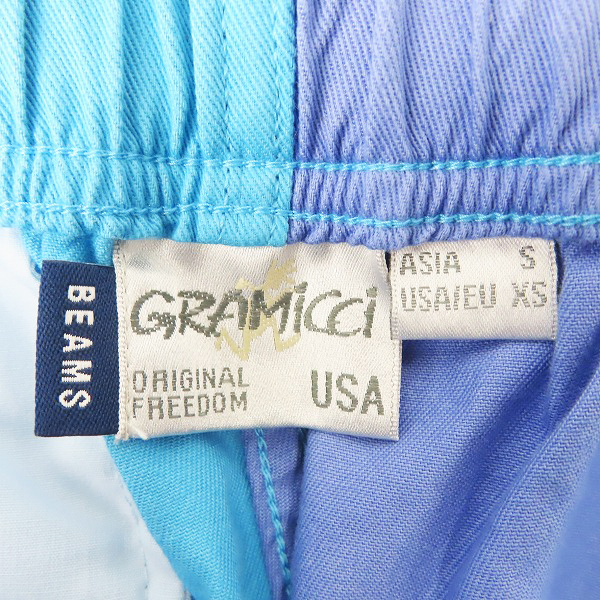 BEAMS
GRAMiCCi
ORIGINAL
FREEDOM
USA
ASIA S
USA/EU XS